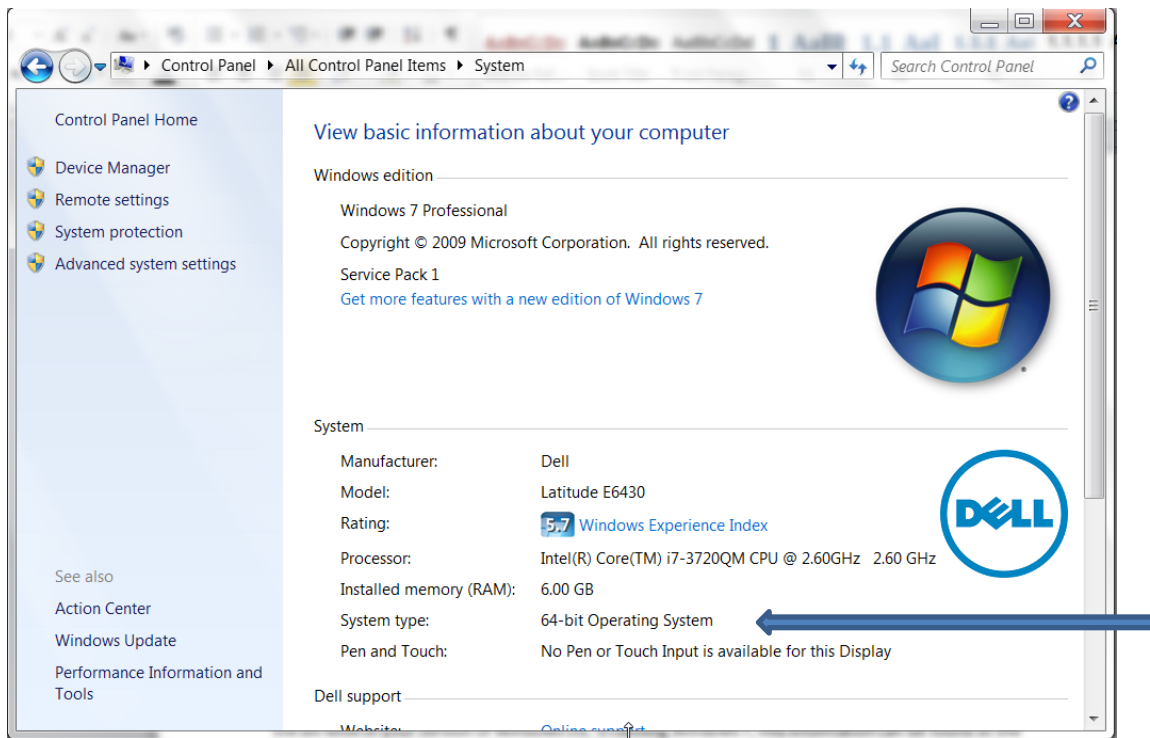 Control Panel ▸ All Control Panel Items ▸ System
Search Control Panel
Control Panel Home
Device Manager
Remote settings
System protection
Advanced system settings
See also
Action Center
Windows Update
Performance Information and
Tools
View basic information about your computer
Windows edition
Windows 7 Professional
Copyright © 2009 Microsoft Corporation. All rights reserved.
Service Pack 1
Get more features with a new edition of Windows 7
System
Manufacturer: Dell
Model: Latitude E6430
Rating: 5.7 Windows Experience Index
Processor: Intel(R) Core(TM) i7-3720QM CPU @ 2.60GHz 2.60 GHz
Installed memory (RAM): 6.00 GB
System type: 64-bit Operating System
Pen and Touch: No Pen or Touch Input is available for this Display
DELL
Dell support
Website: Online support